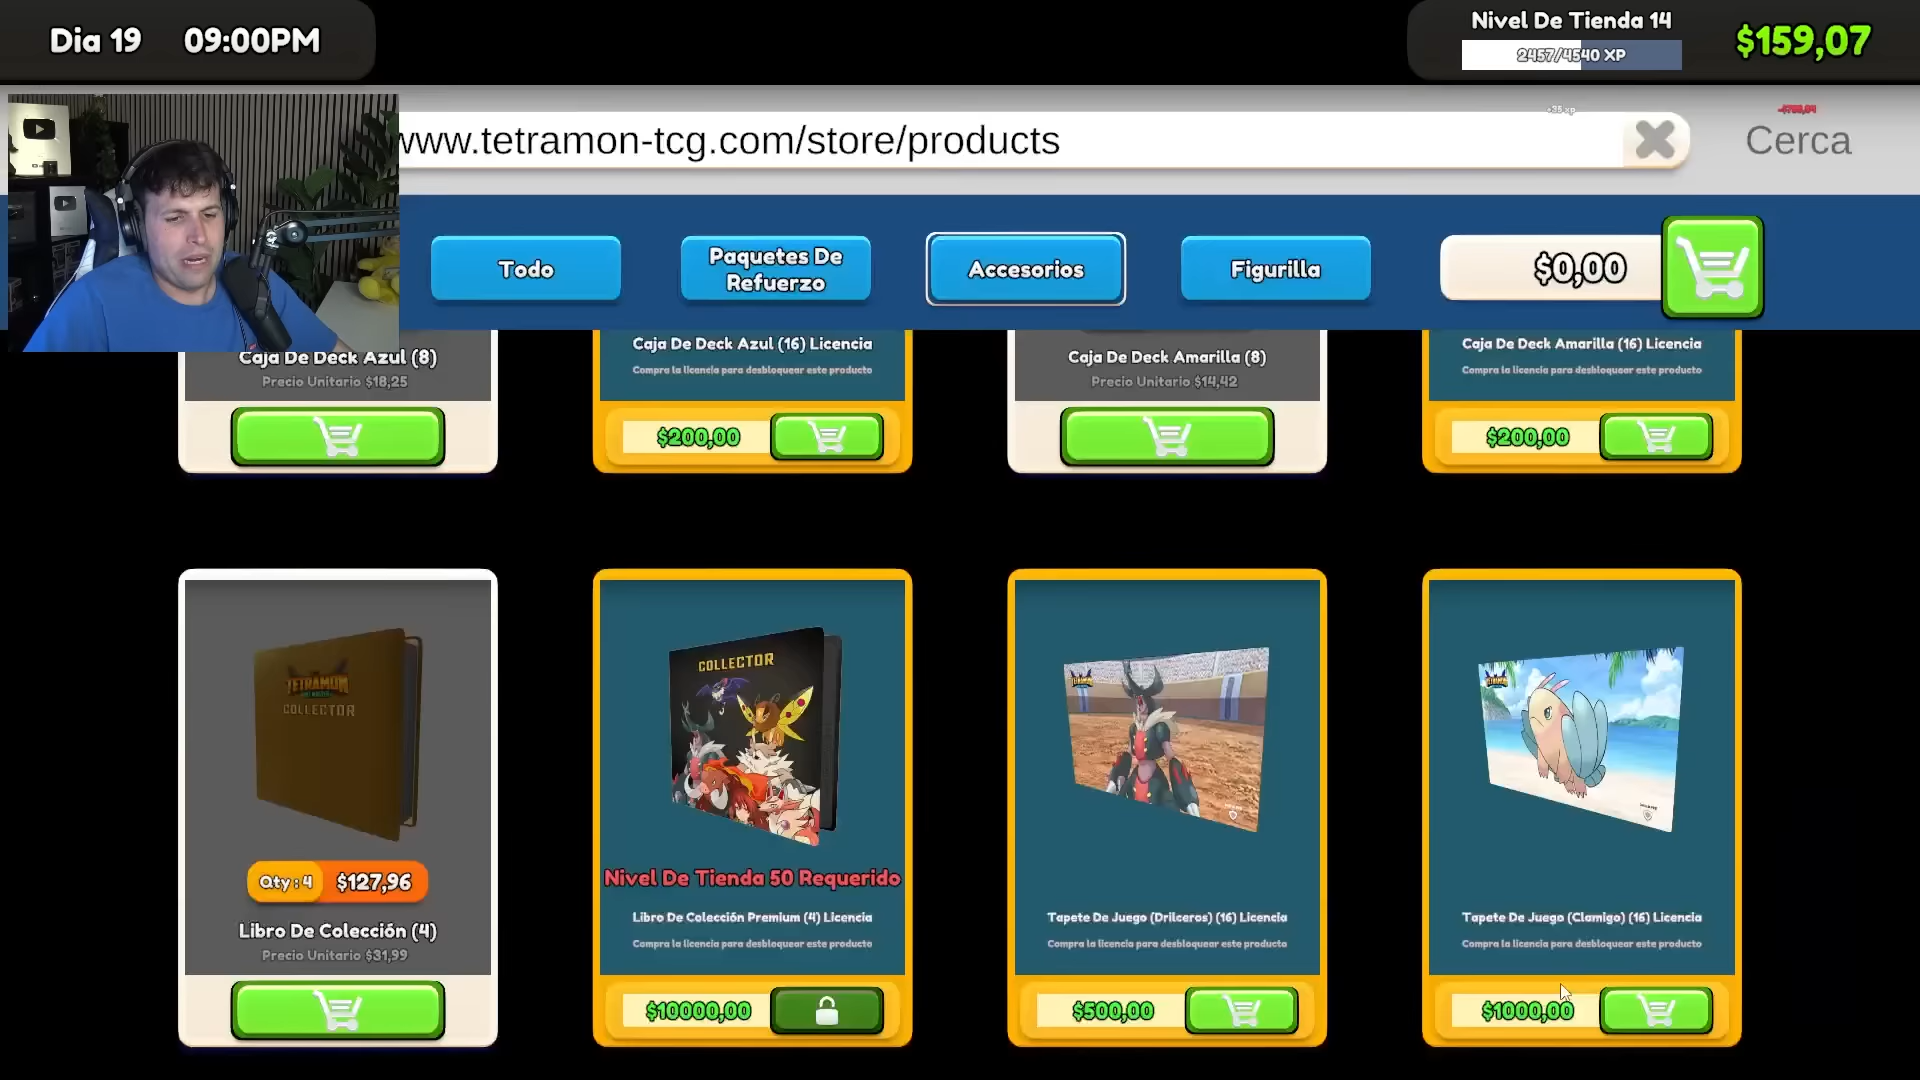 Dia 19 09:00PM
Nivel De Tienda 14
2457/4540 XP
$159,07
www.tetramon-tcg.com/store/products
+35 xp
Cerca
Todo
Paquetes De
Refuerzo
Accesorios
Figurilla
$0,00
Caja De Deck Azul (8)
Precio Unitario $18,25
Caja De Deck Azul (16) Licencia
Compra la licencia para desbloquear este producto
$200,00
Caja De Deck Amarilla (8)
Precio Unitario $14,42
Caja De Deck Amarilla (16) Licencia
Compra la licencia para desbloquear este producto
$200,00
TETRAMON
COLLECTOR
Qty : 4 $127,96
Libro De Colección (4)
Precio Unitario $31,99
COLLECTOR
Nivel De Tienda 50 Requerido
Libro De Colección Premium (4) Licencia
Compra la licencia para desbloquear este producto
$10000,00
TETRAMON
Tapete De Juego (Drilceros) (16) Licencia
Compra la licencia para desbloquear este producto
$500,00
TETRAMON
Tapete De Juego (Clamigo) (16) Licencia
Compra la licencia para desbloquear este producto
$1000,00